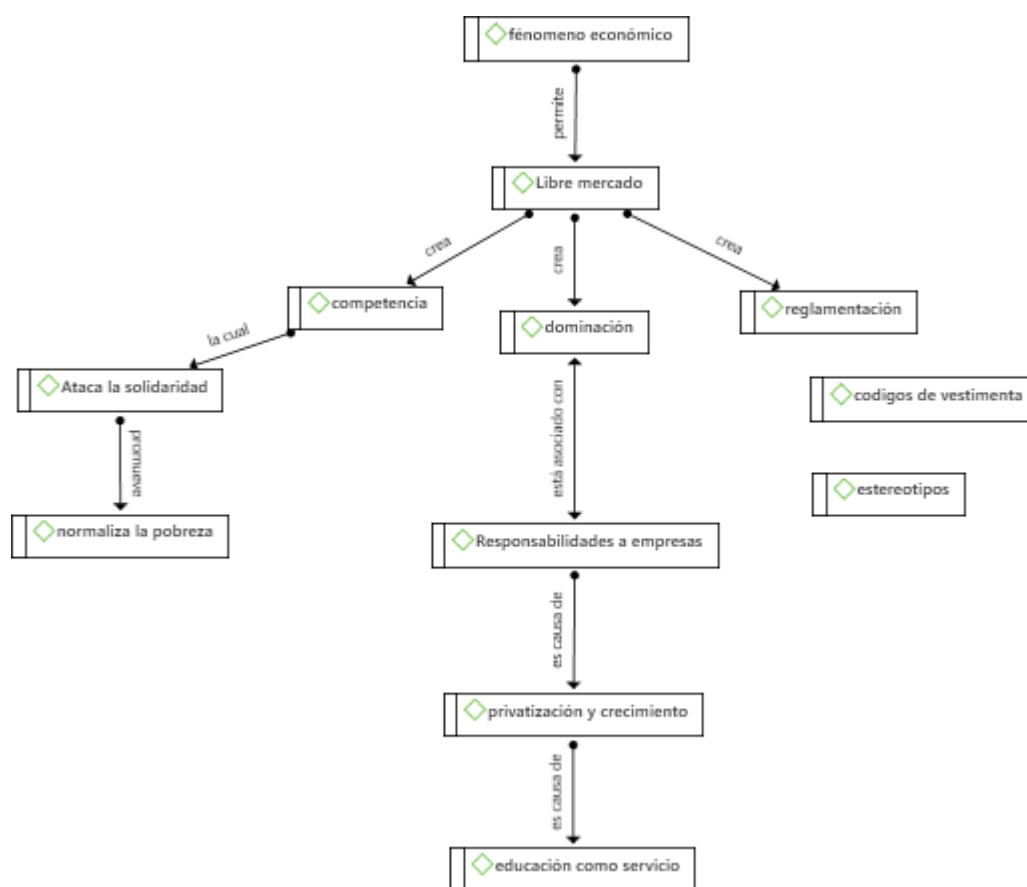 fénomeno económico
permite
Libre mercado
crea
crea
crea
competencia
reglamentación
dominación
la cual
Ataca la solidaridad
codigos de vestimenta
está asociado con
promueve
estereotipos
normaliza la pobreza
Responsabilidades a empresas
es causa de
privatización y crecimiento
es causa de
educación como servicio